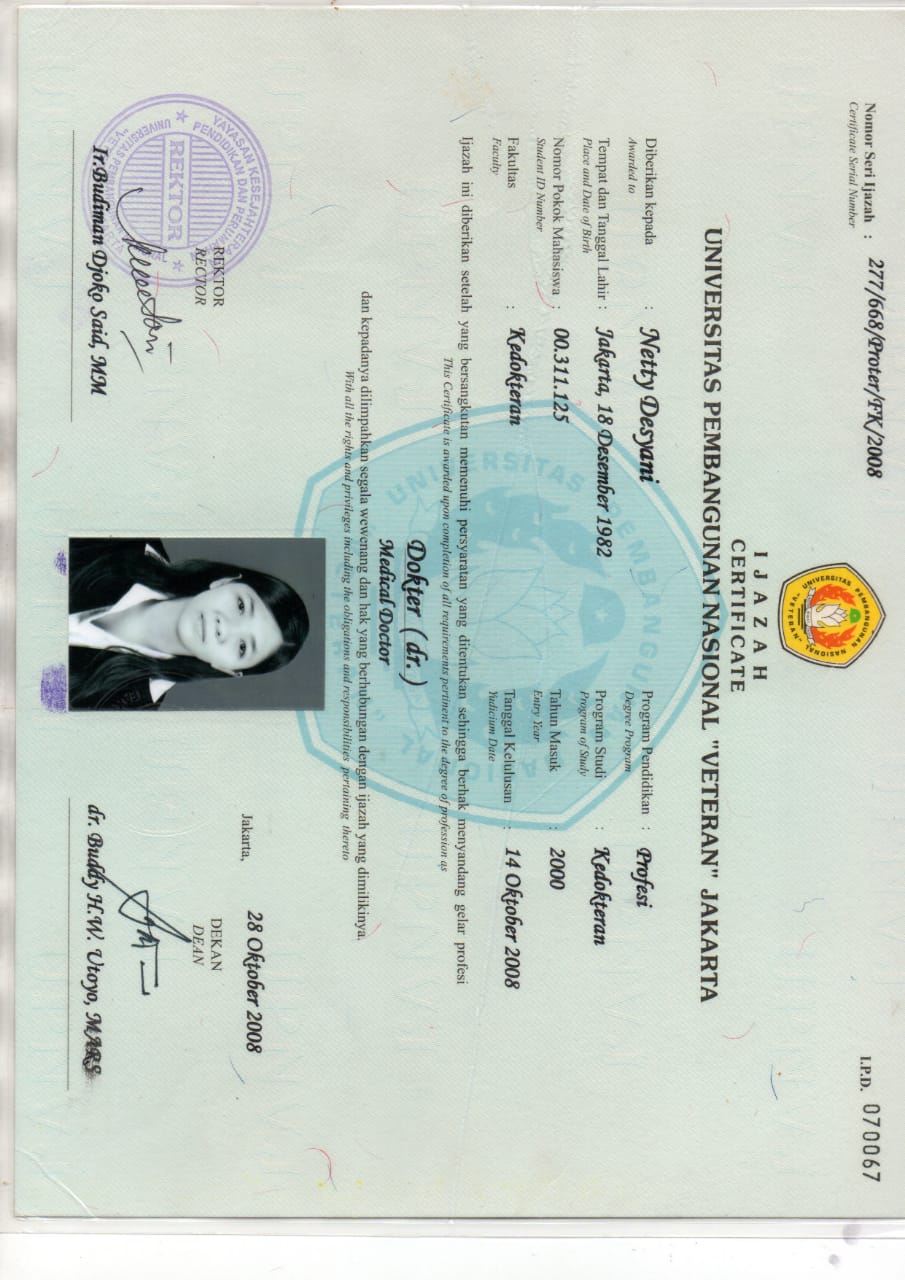 Nomor Seri Ijazah : 277/668/Proter/FK/2008
Certificate Serial Number
I.P.D. 070067
UNIVERSITAS PEMBANGUNAN NASIONAL "VETERAN"
I J A Z A H
CERTIFICATE
UNIVERSITAS PEMBANGUNAN NASIONAL "VETERAN" JAKARTA
Diberikan kepada : Netty Desyani
Awarded to
Program Pendidikan : Profesi
Degree Program
Tempat dan Tanggal Lahir : Jakarta, 18 Desember 1982
Place and Date of Birth
Program Studi : Kedokteran
Program of Study
Nomor Pokok Mahasiswa : 00.311.125
Student ID Number
Tahun Masuk : 2000
Entry Year
Fakultas : Kedokteran
Faculty
Tanggal Kelulusan : 14 Oktober 2008
Yudicium Date
Ijazah ini diberikan setelah yang bersangkutan memenuhi persyaratan yang ditentukan sehingga berhak menyandang gelar profesi
This Certificate is awarded upon completion of all requirements pertinent to the degree of profession as
Dokter (dr.)
Medical Doctor
dan kepadanya dilimpahkan segala wewenang dan hak yang berhubungan dengan ijazah yang dimilikinya.
With all the rights and privileges including the obligations and responsibilities pertaining thereto
Jakarta, 28 Oktober 2008
REKTOR
RECTOR
DEKAN
DEAN
YAYASAN KESEJAHTERAAN
PENDIDIKAN DAN PERUM
REKTOR
Ir.Budiman Djoko Said, MM
dr. Buddy H.W. Utoyo, MARS